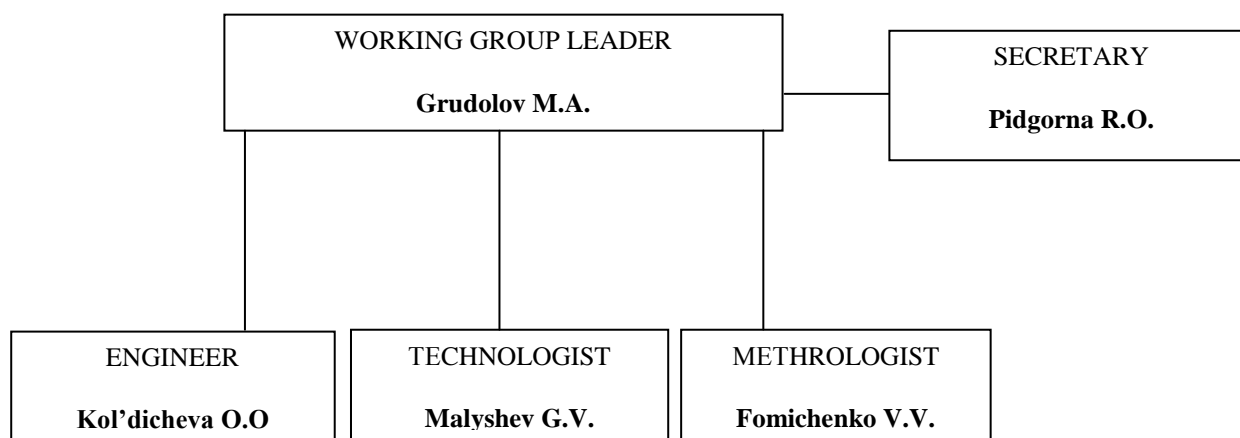 WORKING GROUP LEADER
Grudolov M.A.
SECRETARY
Pidgorna R.O.
ENGINEER
Kol’dicheva O.O
TECHNOLOGIST
Malyshev G.V.
METHROLOGIST
Fomichenko V.V.